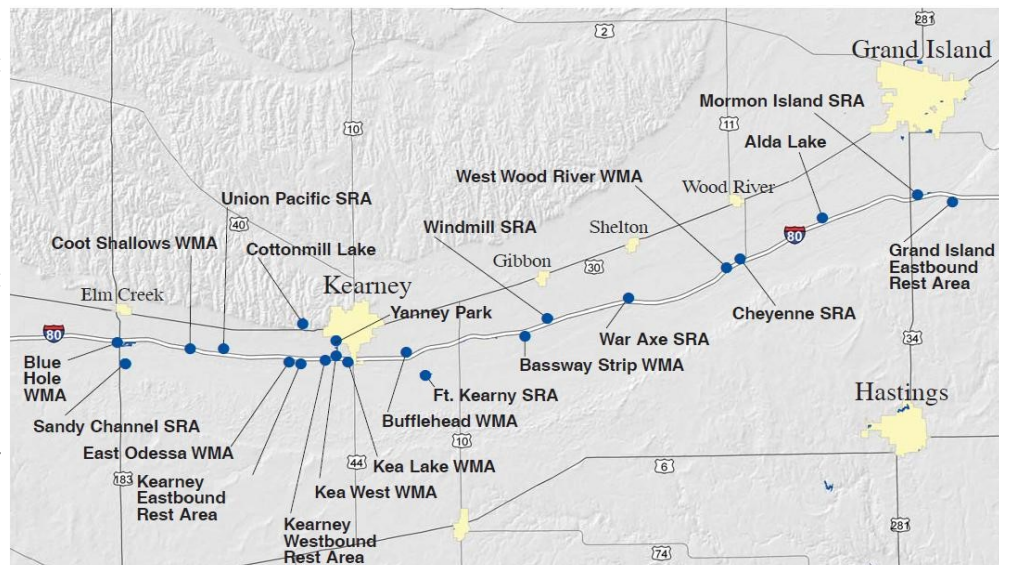 281
2
Grand Island
Mormon Island SRA
10
11
Alda Lake
West Wood River WMA
Wood River
Union Pacific SRA
40
Windmill SRA
Shelton
80
Coot Shallows WMA
Cottonmill Lake
Gibbon
30
Grand Island
Eastbound
Rest Area
Elm Creek
Kearney
Yanney Park
Cheyenne SRA
80
War Axe SRA
34
Blue
Hole
WMA
Bassway Strip WMA
Ft. Kearny SRA
Hastings
Sandy Channel SRA
Bufflehead WMA
East Odessa WMA
10
44
Kea Lake WMA
6
183
Kearney
Eastbound
Rest Area
Kea West WMA
Kearney
Westbound
Rest Area
281
74